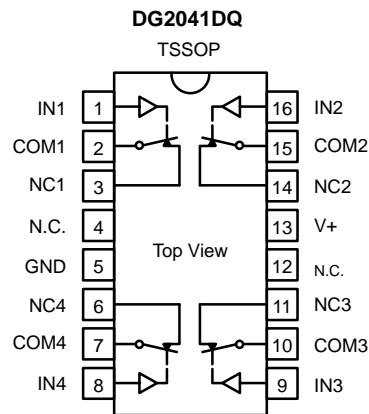 DG2041DQ
TSSOP
IN1 1 16 IN2
COM1 2 15 COM2
NC1 3 14 NC2
N.C. 4 13 V+
Top View
GND 5 12 N.C.
NC4 6 11 NC3
COM4 7 10 COM3
IN4 8 9 IN3